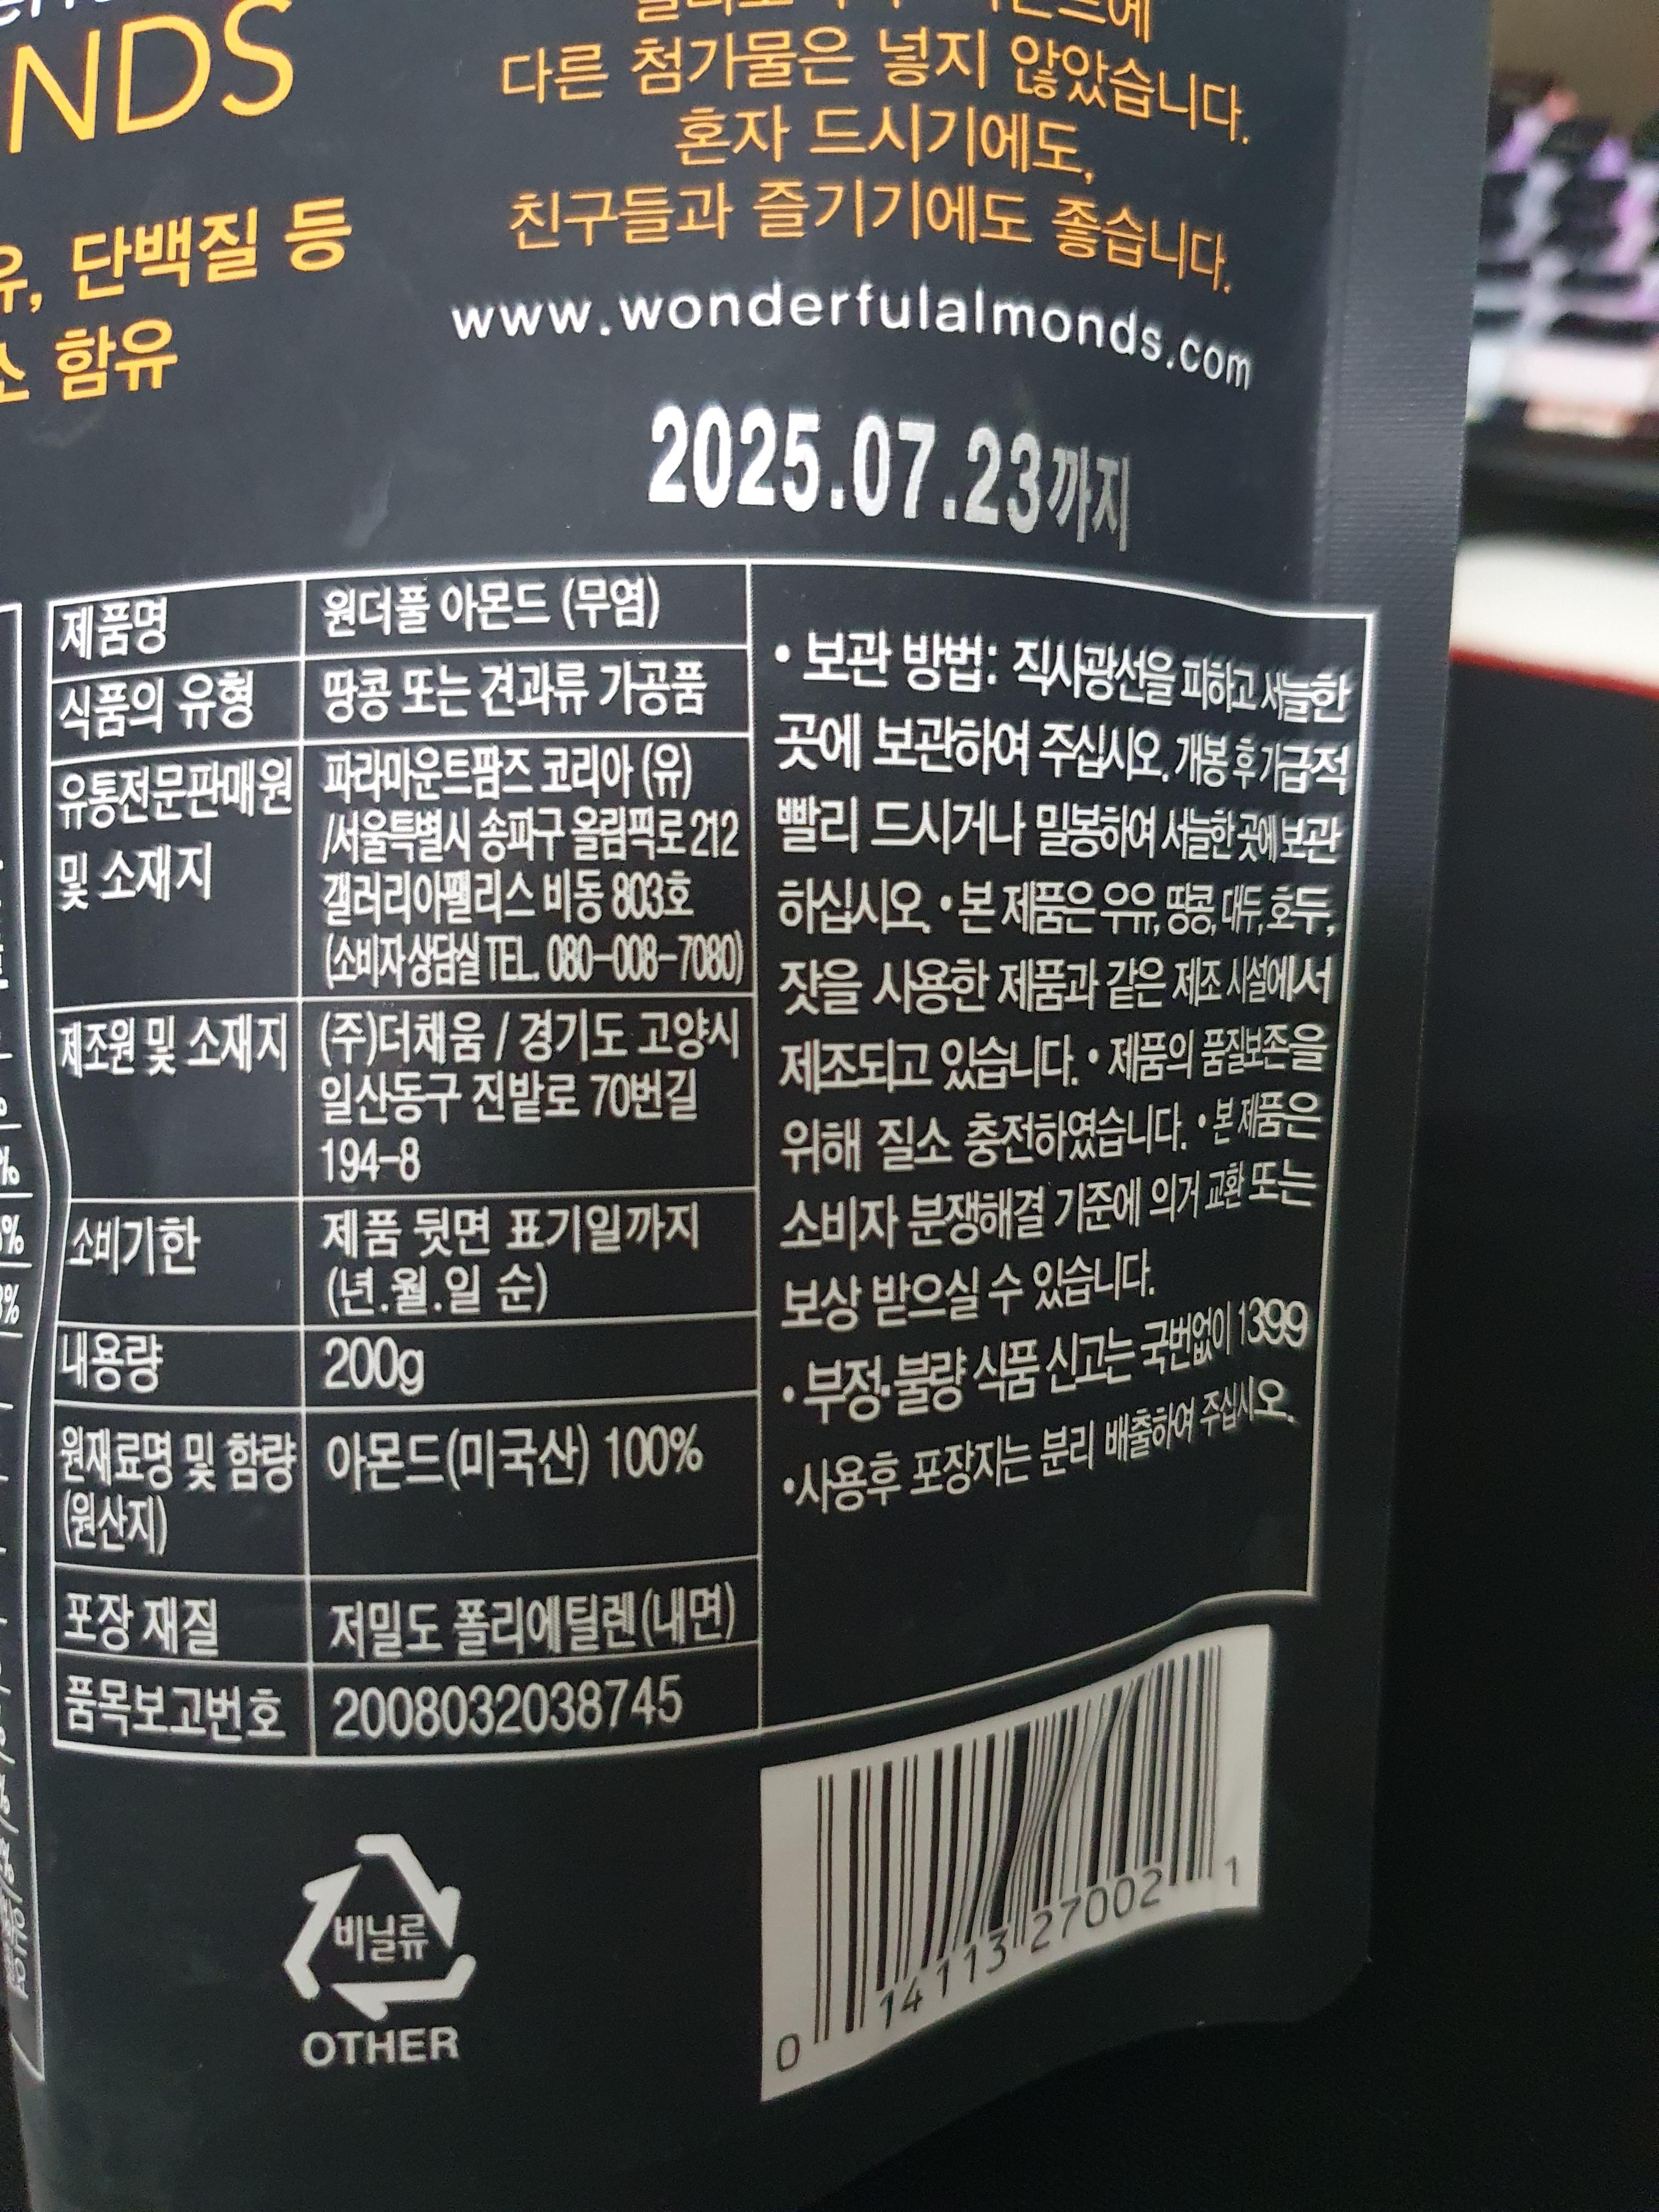 NDS
유, 단백질 등
소 함유
다른 첨가물은 넣지 않았습니다.
혼자 드시기에도,
친구들과 즐기기에도 좋습니다.
www.wonderfulalmonds.com
2025.07.23까지
제품명 원더풀 아몬드 (무염)
식품의 유형 땅콩 또는 견과류 가공품
유통전문판매원 및 소재지
파라마운트팜즈 코리아 (유)
/서울특별시 송파구 올림픽로 212
갤러리아팰리스 비동 803호
(소비자상담실 TEL. 080-008-7080)
제조원 및 소재지 (주)더채움 / 경기도 고양시
일산동구 진밭로 70번길
194-8
소비기한 제품 뒷면 표기일까지
(년.월.일 순)
내용량 200g
원재료명 및 함량 아몬드(미국산) 100%
(원산지)
포장 재질 저밀도 폴리에틸렌(내면)
품목보고번호 2008032038745
• 보관 방법: 직사광선을 피하고 서늘한
곳에 보관하여 주십시오. 개봉 후 가급적
빨리 드시거나 밀봉하여 서늘한 곳에 보관
하십시오. • 본 제품은 우유, 땅콩, 대두, 호두,
잣을 사용한 제품과 같은 제조 시설에서
제조되고 있습니다. • 제품의 품질보존을
위해 질소 충전하였습니다. • 본 제품은
소비자 분쟁해결 기준에 의거 교환 또는
보상 받으실 수 있습니다.
• 부정·불량 식품 신고는 국번없이 1399
•사용후 포장지는 분리 배출하여 주십시오.
비닐류
OTHER
0 14113 27002 1